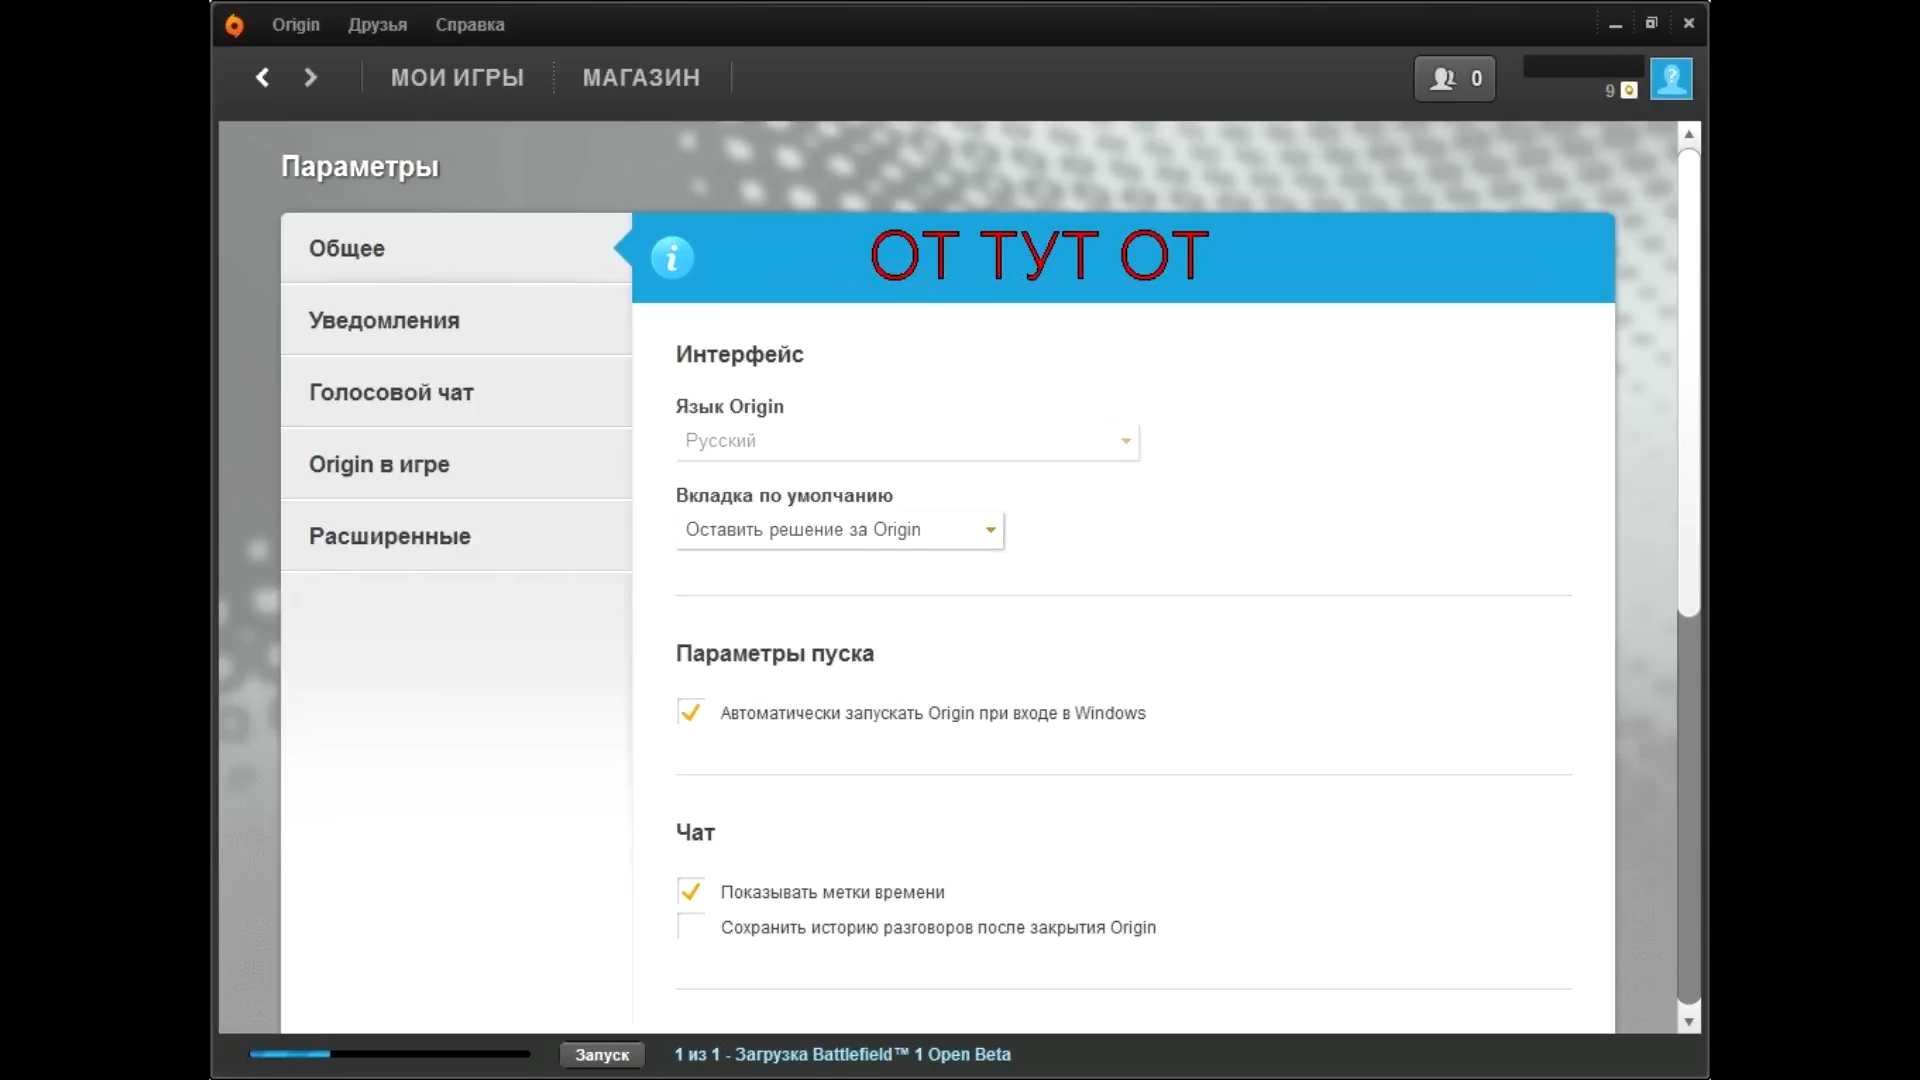 Origin Друзья Справка
МОИ ИГРЫ МАГАЗИН 0
9
Параметры
Общее
Уведомления
Голосовой чат
Origin в игре
Расширенные
ОТ ТУТ ОТ
Интерфейс
Язык Origin
Русский
Вкладка по умолчанию
Оставить решение за Origin
Параметры пуска
Автоматически запускать Origin при входе в Windows
Чат
Показывать метки времени
Сохранить историю разговоров после закрытия Origin
Запуск 1 из 1 - Загрузка Battlefield™ 1 Open Beta